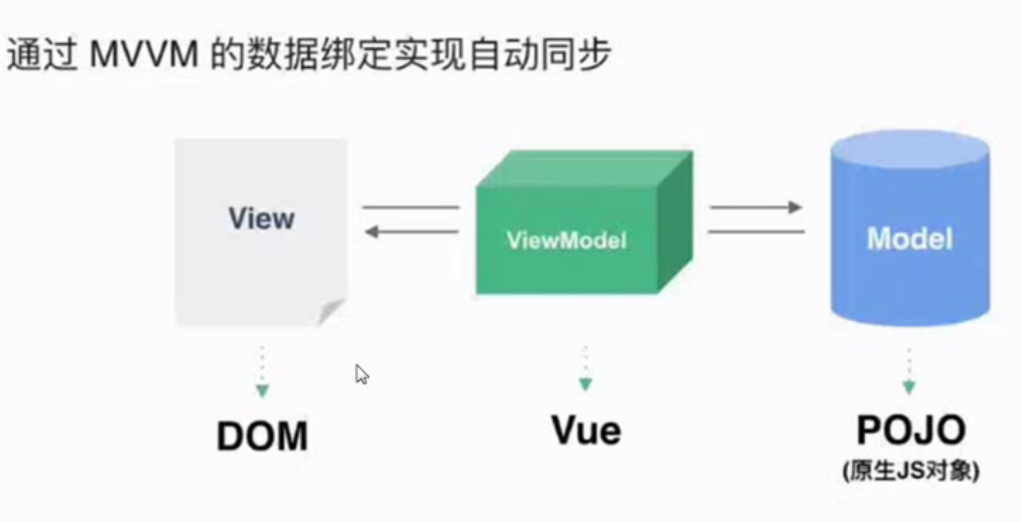 通过 MVVM 的数据绑定实现自动同步
View
ViewModel
Model
DOM
Vue
POJO
(原生JS对象)